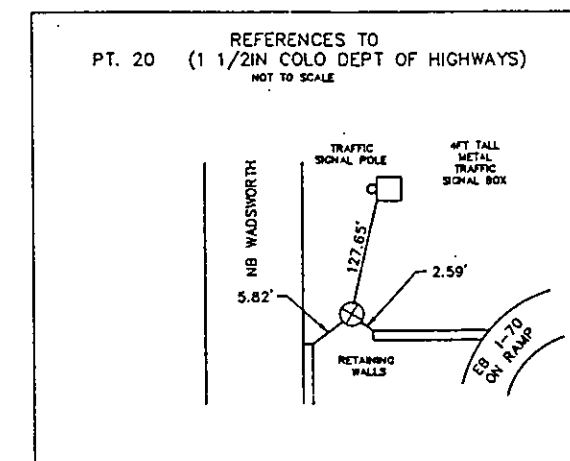 REFERENCES TO
PT. 20 (1 1/2IN COLO DEPT OF HIGHWAYS)
NOT TO SCALE
TRAFFIC
SIGNAL POLE
4FT TALL
METAL
TRAFFIC
SIGNAL BOX
NB WADSWORTH
127.65'
5.82'
2.59'
RETAINING
WALLS
EB I-70
ON RAMP